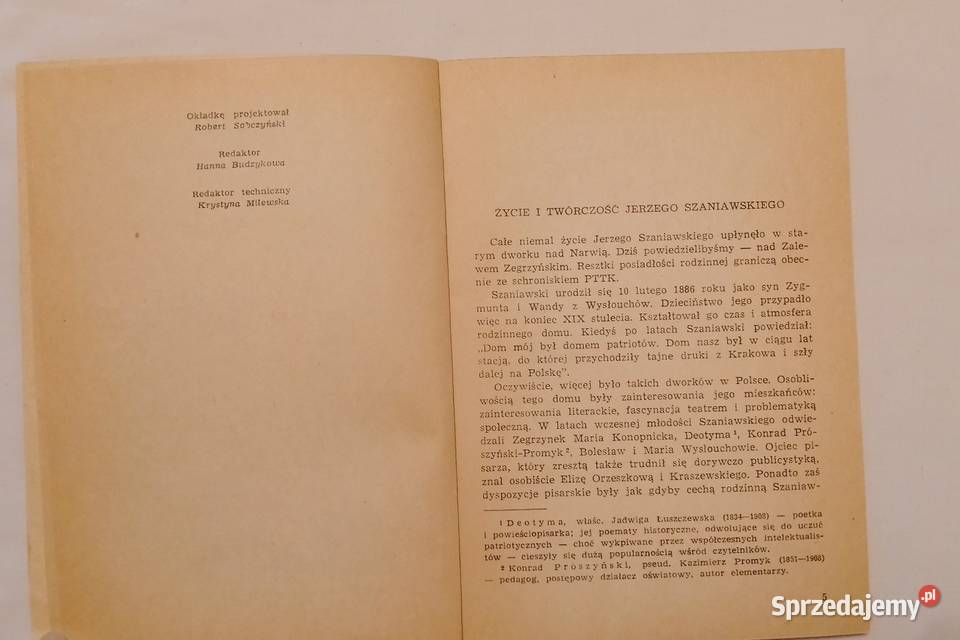 Okładkę projektował
Robert Sobczyński
Redaktor
Hanna Budzykowa
Redaktor techniczny
Krystyna Milewska
ŻYCIE I TWÓRCZOŚĆ JERZEGO SZANIAWSKIEGO
Całe niemal życie Jerzego Szaniawskiego upłynęło w sta-
rym dworku nad Narwią. Dziś powiedzielibyśmy — nad Zale-
wem Zegrzyńskim. Resztki posiadłości rodzinnej graniczą obec-
nie ze schroniskiem PTTK.
Szaniawski urodził się 10 lutego 1886 roku jako syn Zyg-
munta i Wandy z Wysłouchów. Dzieciństwo jego przypadło
więc na koniec XIX stulecia. Kształtował go czas i atmosfera
rodzinnego domu. Kiedyś po latach Szaniawski powiedział:
„Dom mój był domem patriotów. Dom nasz był w ciągu lat
stacją, do której przychodziły tajne druki z Krakowa i szły
dalej na Polskę".
Oczywiście, więcej było takich dworków w Polsce. Osobli-
wością tego domu były zainteresowania jego mieszkańców:
zainteresowania literackie, fascynacja teatrem i problematyką
społeczną. W latach wczesnej młodości Szaniawskiego odwie-
dzali Zegrzynek Maria Konopnicka, Deotyma¹, Konrad Pró-
szyński-Promyk², Bolesław i Maria Wysłouchowie. Ojciec pi-
sarza, który zresztą także trudnił się dorywczo publicystyką,
znał osobiście Elizę Orzeszkową i Kraszewskiego. Ponadto zaś
dyspozycje pisarskie były jak gdyby cechą rodzinną Szaniaw-
¹ Deotyma, właśc. Jadwiga Łuszczewska (1834—1908) — poetka
i powieściopisarka; jej poematy historyczne, odwołujące się do uczuć
patriotycznych — choć wykpiwane przez współczesnych intelektualis-
tów — cieszyły się dużą popularnością wśród czytelników.
² Konrad Prószyński, pseud. Kazimierz Promyk (1851—1908)
— pedagog, postępowy działacz oświatowy, autor elementarzy.
5
Sprzedajemy.pl